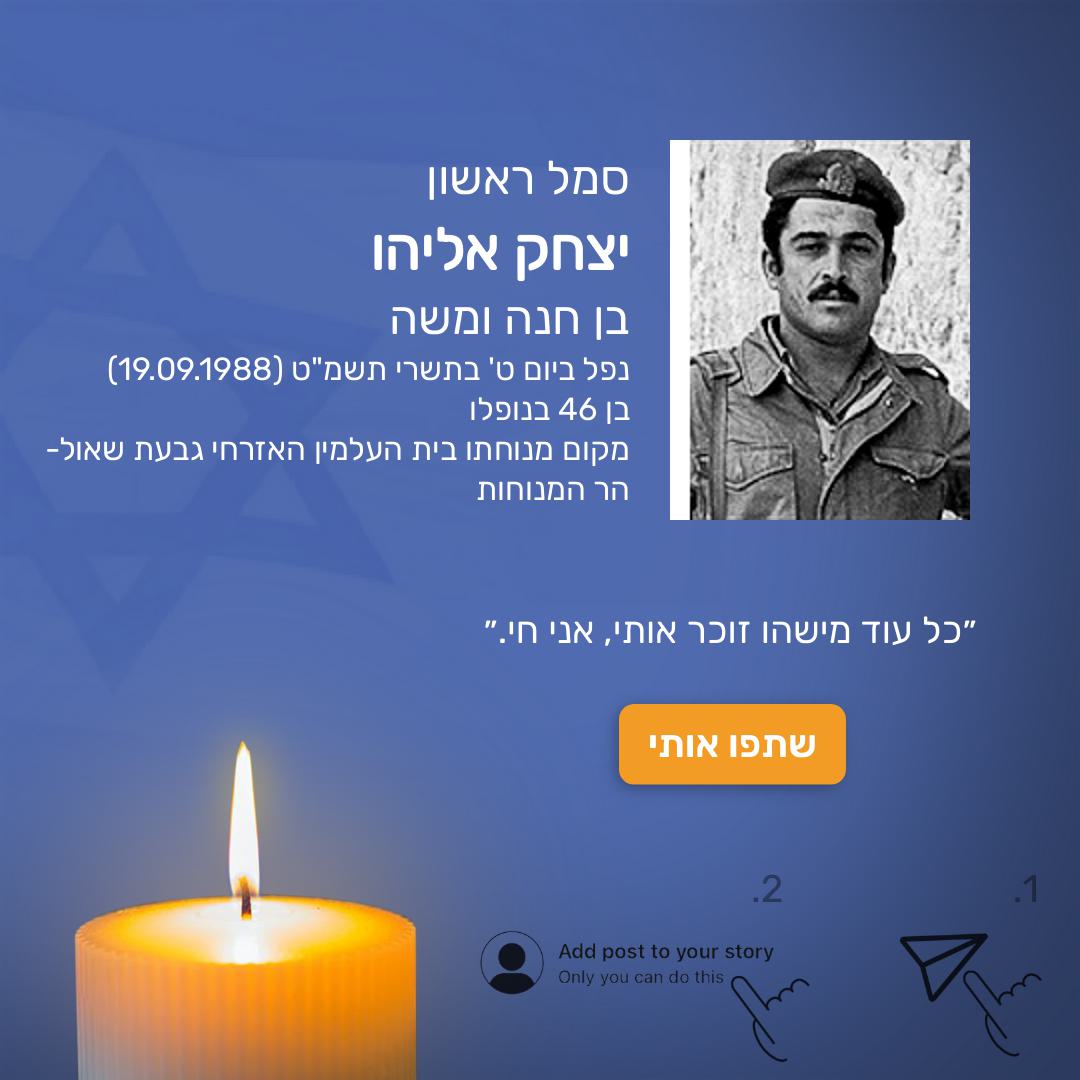 סמל ראשון
יצחק אליהו
בן חנה ומשה
נפל ביום ט' בתשרי תשמ"ט (19.09.1988)
בן 46 בנופלו
מקום מנוחתו בית העלמין האזרחי גבעת שאול-
הר המנוחות
״כל עוד מישהו זוכר אותי, אני חי.״
שתפו אותי
.1
.2
Add post to your story
Only you can do this